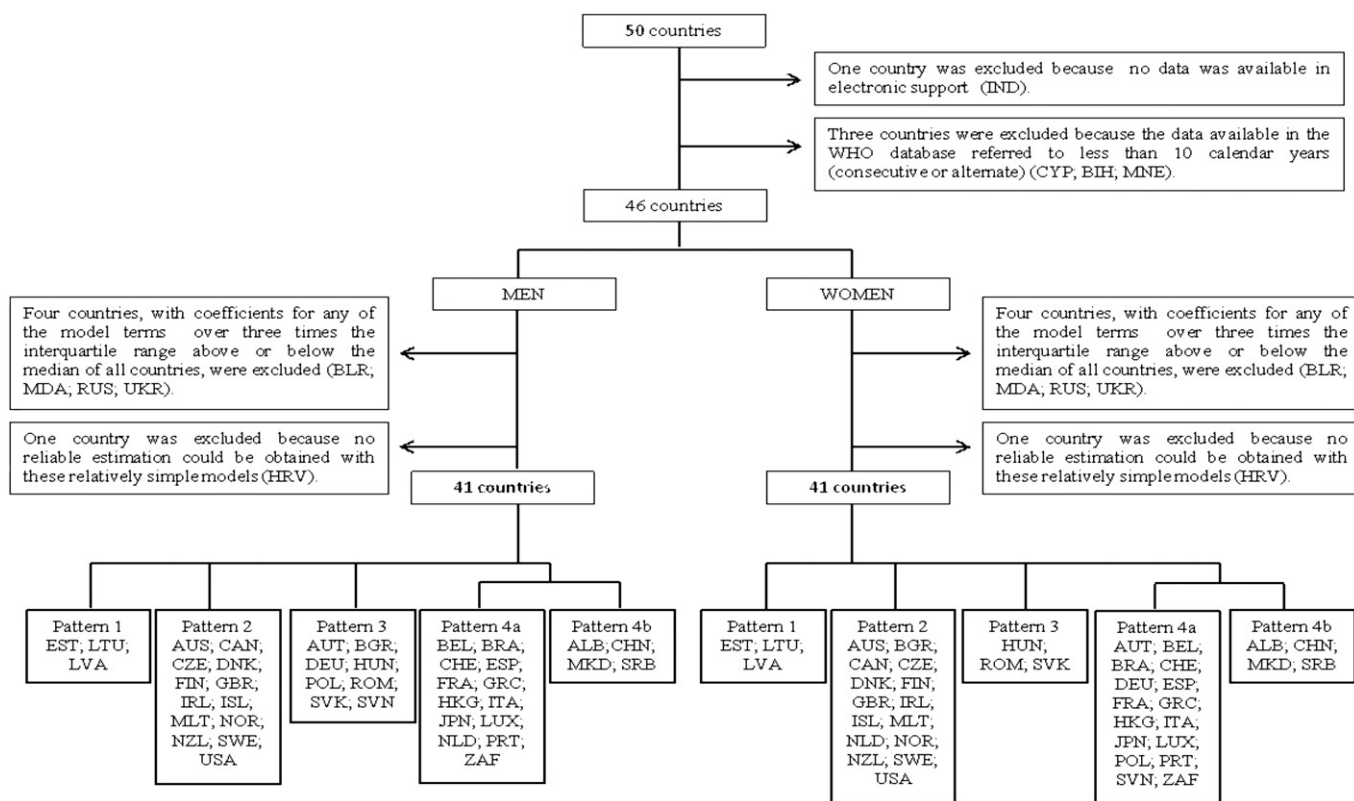 50 countries
One country was excluded because no data was available in
electronic support (IND).
Three countries were excluded because the data available in the
WHO database referred to less than 10 calendar years
(consecutive or alternate) (CYP; BIH; MNE).
46 countries
MEN
WOMEN
Four countries, with coefficients for any of
the model terms over three times the
interquartile range above or below the
median of all countries, were excluded (BLR;
MDA; RUS; UKR).
Four countries, with coefficients for any of
the model terms over three times the
interquartile range above or below the
median of all countries, were excluded (BLR;
MDA; RUS; UKR).
One country was excluded because no
reliable estimation could be obtained with
these relatively simple models (HRV).
One country was excluded because no
reliable estimation could be obtained with
these relatively simple models (HRV).
41 countries
41 countries
Pattern 1
EST; LTU;
LVA
Pattern 2
AUS; CAN;
CZE; DNK;
FIN; GBR;
IRL; ISL;
MLT; NOR;
NZL; SWE;
USA
Pattern 3
AUT; BGR;
DEU; HUN;
POL; ROM;
SVK; SVN
Pattern 4a
BEL; BRA;
CHE; ESP;
FRA; GRC;
HKG; ITA;
JPN; LUX;
NLD; PRT;
ZAF
Pattern 4b
ALB; CHN;
MKD; SRB
Pattern 1
EST; LTU;
LVA
Pattern 2
AUS; BGR;
CAN; CZE;
DNK; FIN;
GBR; IRL;
ISL; MLT;
NLD; NOR;
NZL; SWE;
USA
Pattern 3
HUN;
ROM; SVK
Pattern 4a
AUT; BEL;
BRA; CHE;
DEU; ESP;
FRA; GRC;
HKG; ITA;
JPN; LUX;
POL; PRT;
SVN; ZAF
Pattern 4b
ALB; CHN;
MKD; SRB